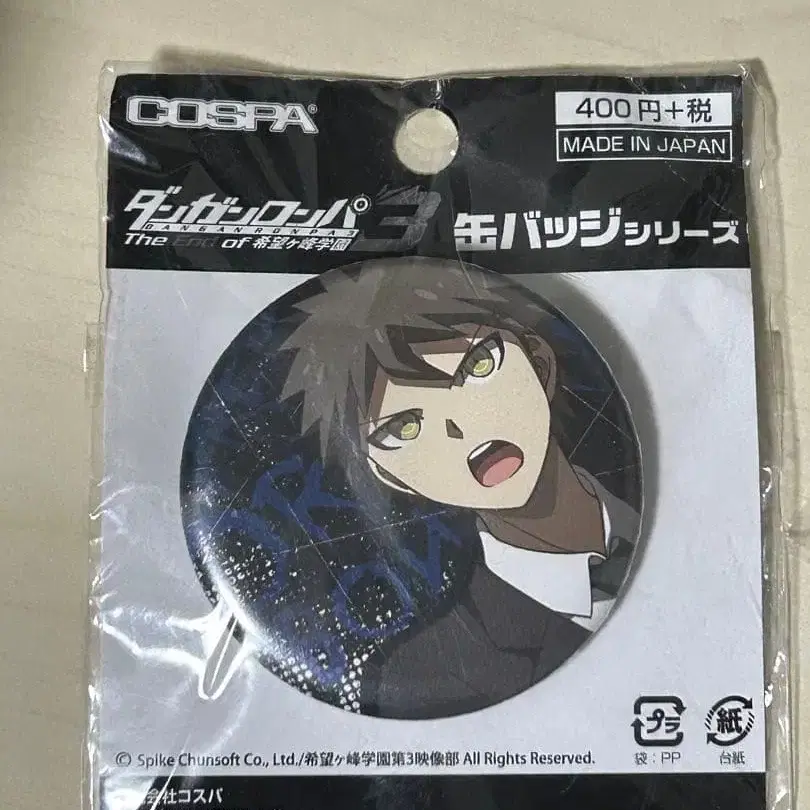 COSPA®
400円+税
MADE IN JAPAN
ダンガンロンパ3
DANGANRONPA3
The End of 希望ヶ峰学園
缶バッジシリーズ
プラ
紙
袋:PP
台紙
© Spike Chunsoft Co., Ltd./希望ヶ峰学園第3映像部 All Rights Reserved.
会社コスパ